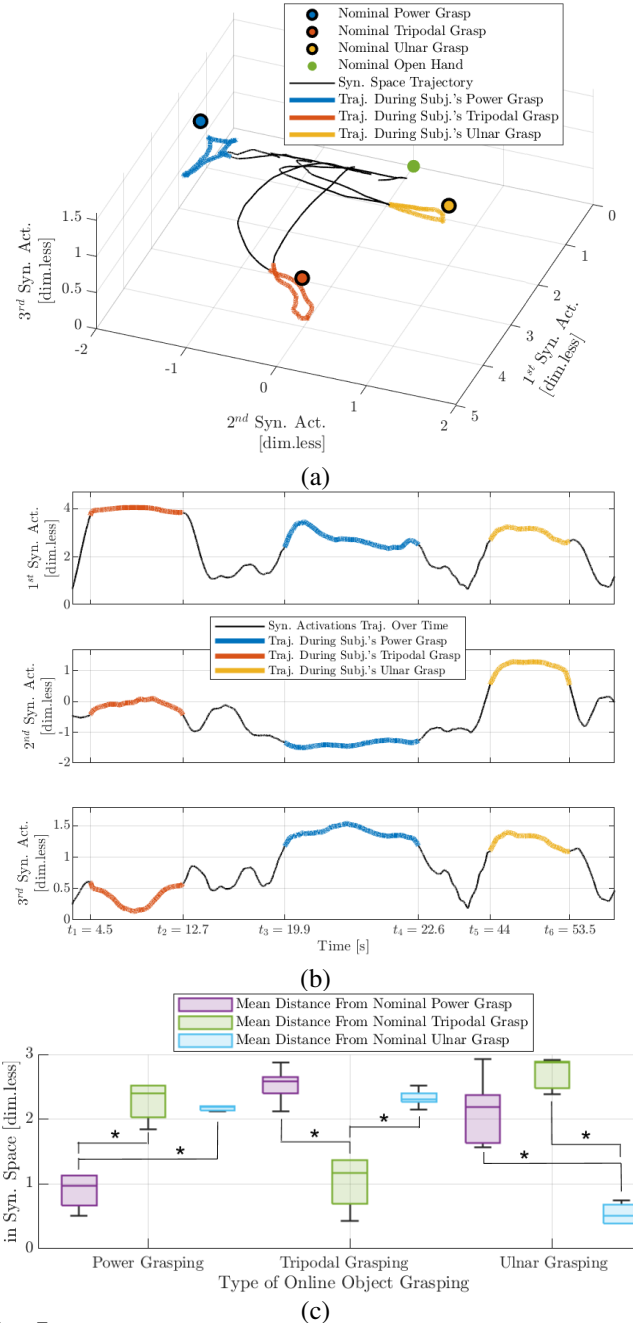 Nominal Power Grasp
Nominal Tripodal Grasp
Nominal Ulnar Grasp
Nominal Open Hand
Syn. Space Trajectory
Traj. During Subj.'s Power Grasp
Traj. During Subj.'s Tripodal Grasp
Traj. During Subj.'s Ulnar Grasp
1.5
1
0.5
0
3rd Syn. Act.
[dim.less]
-2
-1
0
1
2
2nd Syn. Act.
[dim.less]
0
1
2
3
4
5
1st Syn. Act.
[dim.less]
(a)
4
2
0
1st Syn. Act.
[dim.less]
Syn. Activations Traj. Over Time
Traj. During Subj.'s Power Grasp
Traj. During Subj.'s Tripodal Grasp
Traj. During Subj.'s Ulnar Grasp
1
0
-1
-2
2nd Syn. Act.
[dim.less]
1.5
1
0.5
0
3rd Syn. Act.
[dim.less]
t1 = 4.5 t2 = 12.7 t3 = 19.9 t4 = 22.6 t5 = 44 t6 = 53.5
Time [s]
(b)
Mean Distance From Nominal Power Grasp
Mean Distance From Nominal Tripodal Grasp
Mean Distance From Nominal Ulnar Grasp
3
2
1
0
in Syn. Space [dim.less]
* * * * * *
Power Grasping Tripodal Grasping Ulnar Grasping
Type of Online Object Grasping
(c)